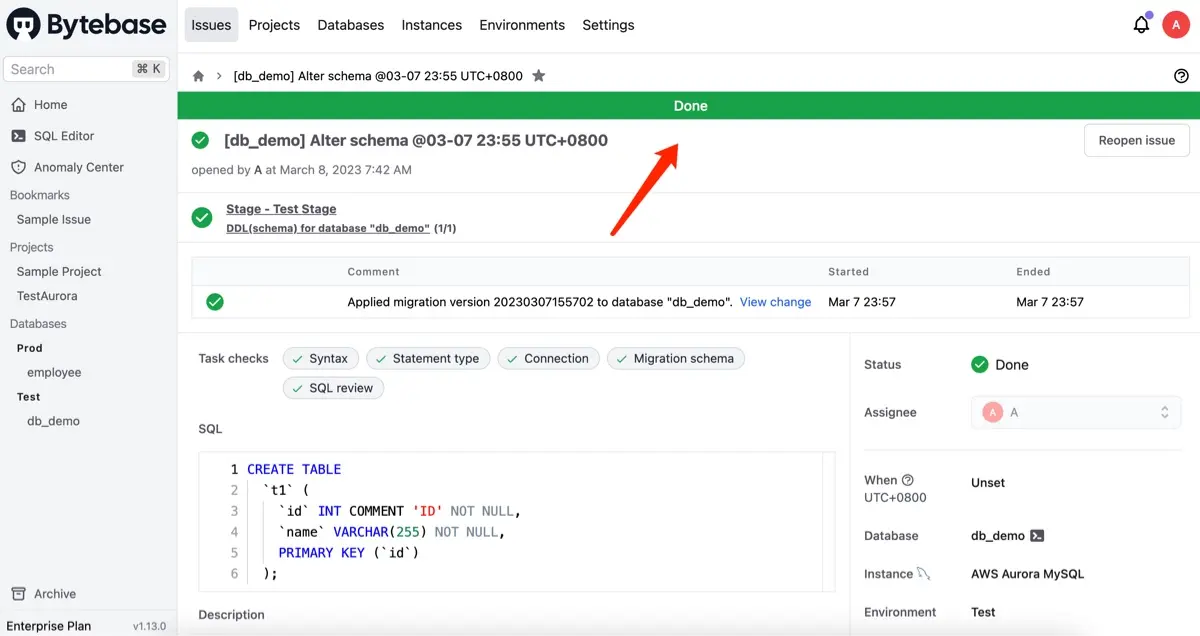 Bytebase
Issues Projects Databases Instances Environments Settings
A
Search ⌘ K
Home
SQL Editor
Anomaly Center
Bookmarks
Sample Issue
Projects
Sample Project
TestAurora
Databases
Prod
employee
Test
db_demo
Archive
Enterprise Plan v1.13.0
[db_demo] Alter schema @03-07 23:55 UTC+0800
Done
[db_demo] Alter schema @03-07 23:55 UTC+0800
Reopen issue
opened by A at March 8, 2023 7:42 AM
Stage - Test Stage
DDL(schema) for database "db_demo" (1/1)
Comment Started Ended
Applied migration version 20230307155702 to database "db_demo". View change Mar 7 23:57 Mar 7 23:57
Task checks Syntax Statement type Connection Migration schema
SQL review
SQL
1 CREATE TABLE
2 `t1` (
3 `id` INT COMMENT 'ID' NOT NULL,
4 `name` VARCHAR(255) NOT NULL,
5 PRIMARY KEY (`id`)
6 );
Description
Status Done
Assignee A A
When Unset
UTC+0800
Database db_demo
Instance AWS Aurora MySQL
Environment Test